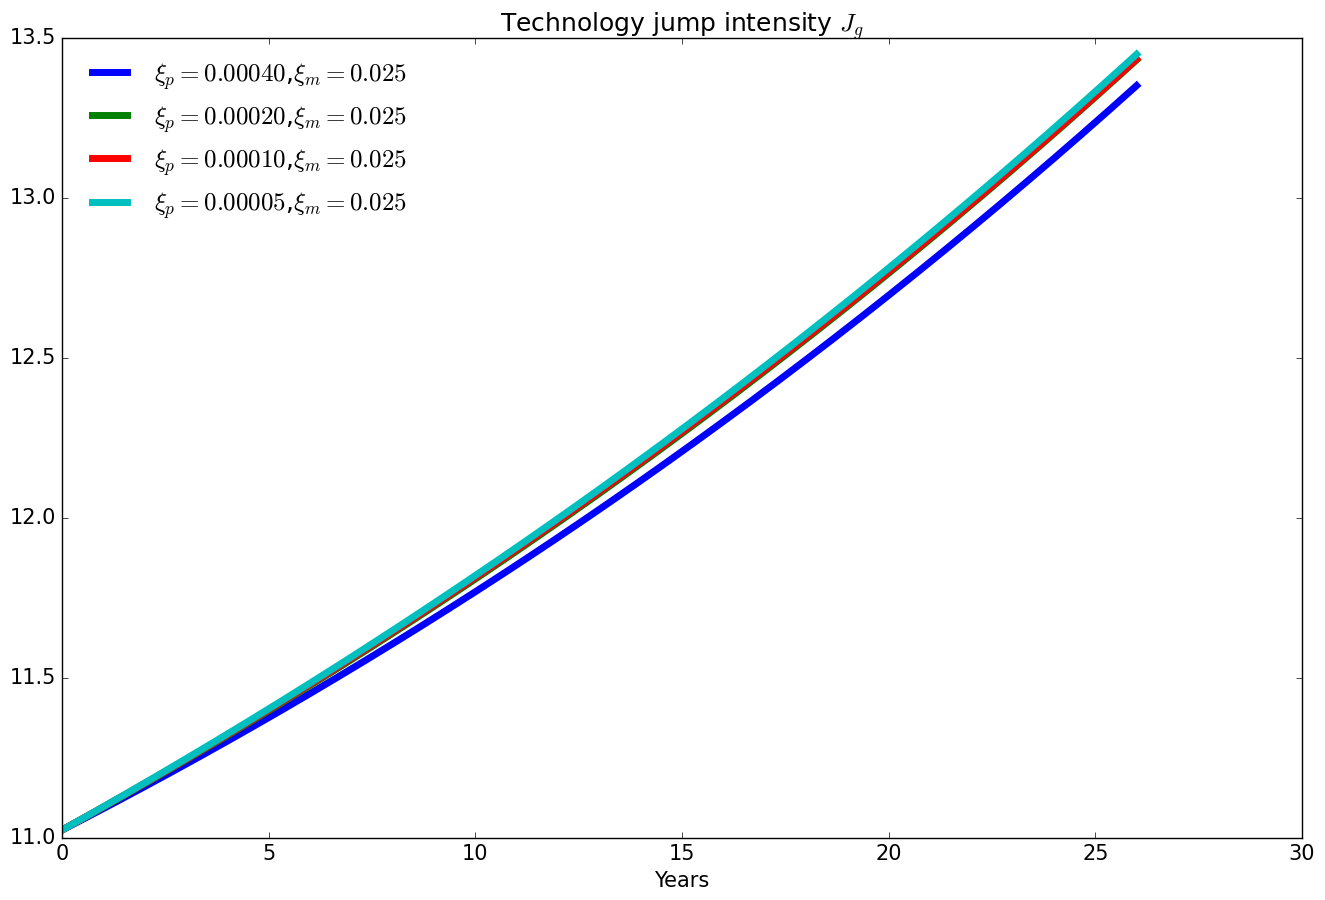 Technology jump intensity J_g
13.5
13.0
12.5
12.0
11.5
11.0
ξ_p = 0.00040,ξ_m = 0.025
ξ_p = 0.00020,ξ_m = 0.025
ξ_p = 0.00010,ξ_m = 0.025
ξ_p = 0.00005,ξ_m = 0.025
0 5 10 15 20 25 30
Years